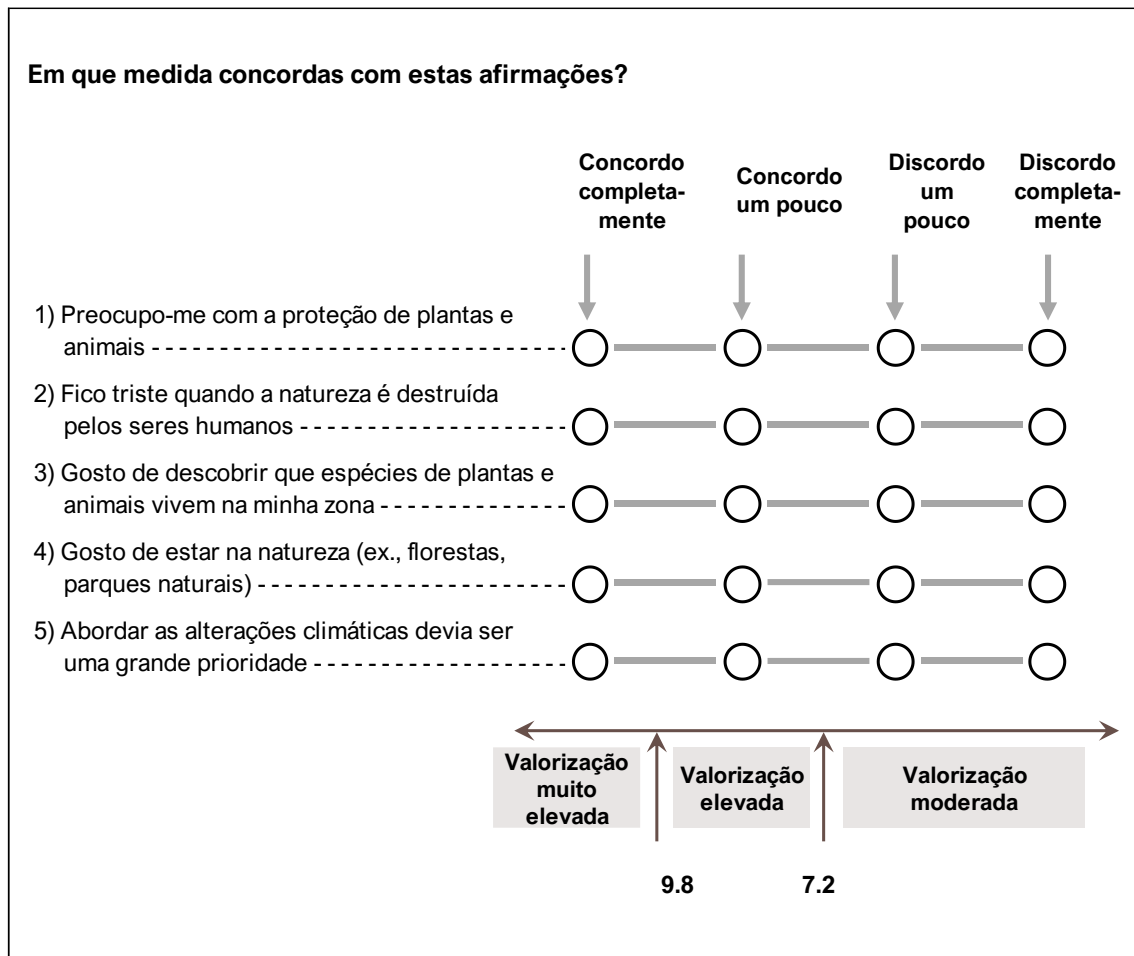 Em que medida concordas com estas afirmações?
Concordo
completa-
mente
Concordo
um pouco
Discordo
um
pouco
Discordo
completa-
mente
1) Preocupo-me com a proteção de plantas e
animais - - - - - - - - - - - - - - - - - - - - - - - - - - - - - - -
2) Fico triste quando a natureza é destruída
pelos seres humanos - - - - - - - - - - - - - - - - - - - -
3) Gosto de descobrir que espécies de plantas e
animais vivem na minha zona - - - - - - - - - - - - - -
4) Gosto de estar na natureza (ex., florestas,
parques naturais) - - - - - - - - - - - - - - - - - - - - - - -
5) Abordar as alterações climáticas devia ser
uma grande prioridade - - - - - - - - - - - - - - - - - - -
Valorização
muito
elevada
Valorização
elevada
Valorização
moderada
9.8
7.2